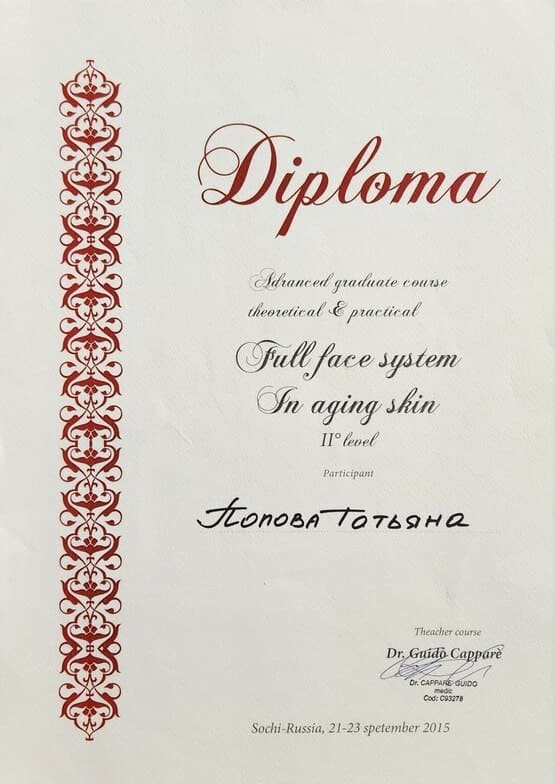 Diploma
Advanced graduate course
theoretical & practical
Full face system
In aging skin
II° level
Participant
Попова Татьяна
Theacher course
Dr. Guido Cappare
Dr. CAPPARE GUIDO
medic
Cod: C93278
Sochi-Russia, 21-23 spetember 2015